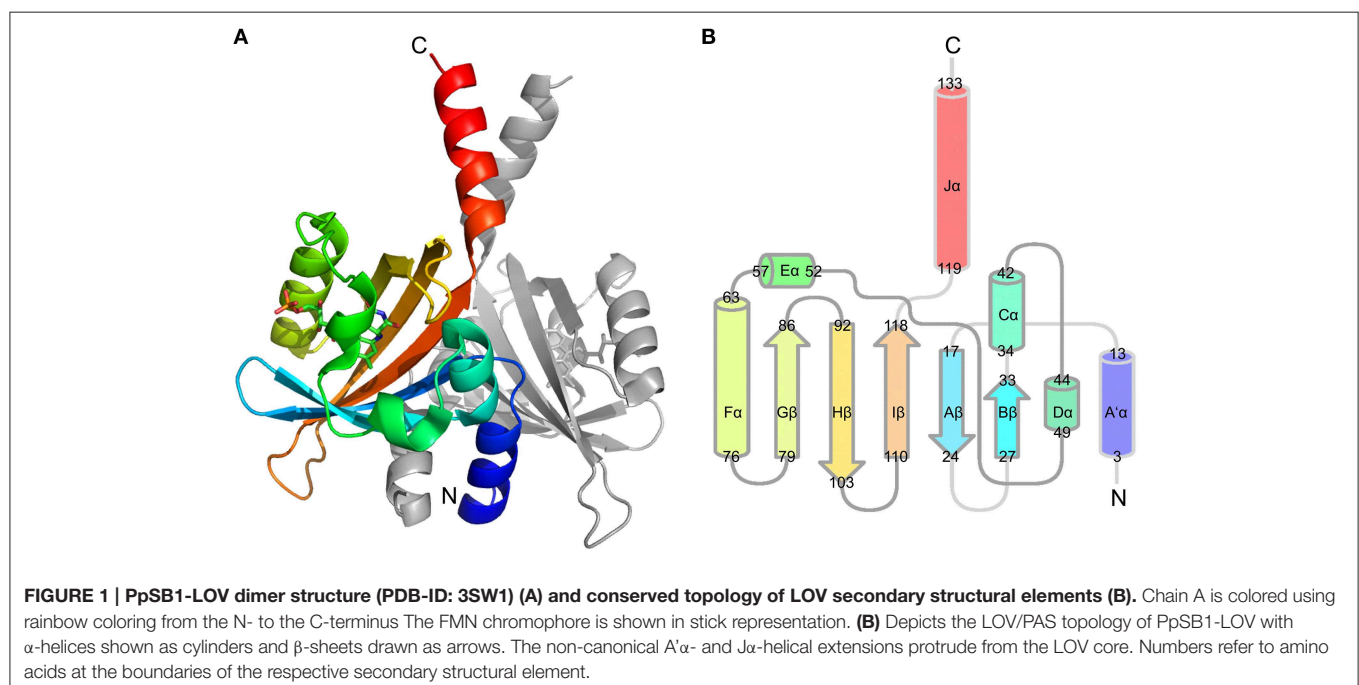 A
C
N
B
C
133
Jα
119
57
Eα
52
42
Cα
34
63
86
92
118
17
13
33
44
Fα
Gβ
Hβ
Iβ
Aβ
Bβ
Dα
A'α
49
76
79
103
110
24
27
3
N
FIGURE 1 | PpSB1-LOV dimer structure (PDB-ID: 3SW1) (A) and conserved topology of LOV secondary structural elements (B). Chain A is colored using
rainbow coloring from the N- to the C-terminus The FMN chromophore is shown in stick representation. (B) Depicts the LOV/PAS topology of PpSB1-LOV with
α-helices shown as cylinders and β-sheets drawn as arrows. The non-canonical A'α- and Jα-helical extensions protrude from the LOV core. Numbers refer to amino
acids at the boundaries of the respective secondary structural element.